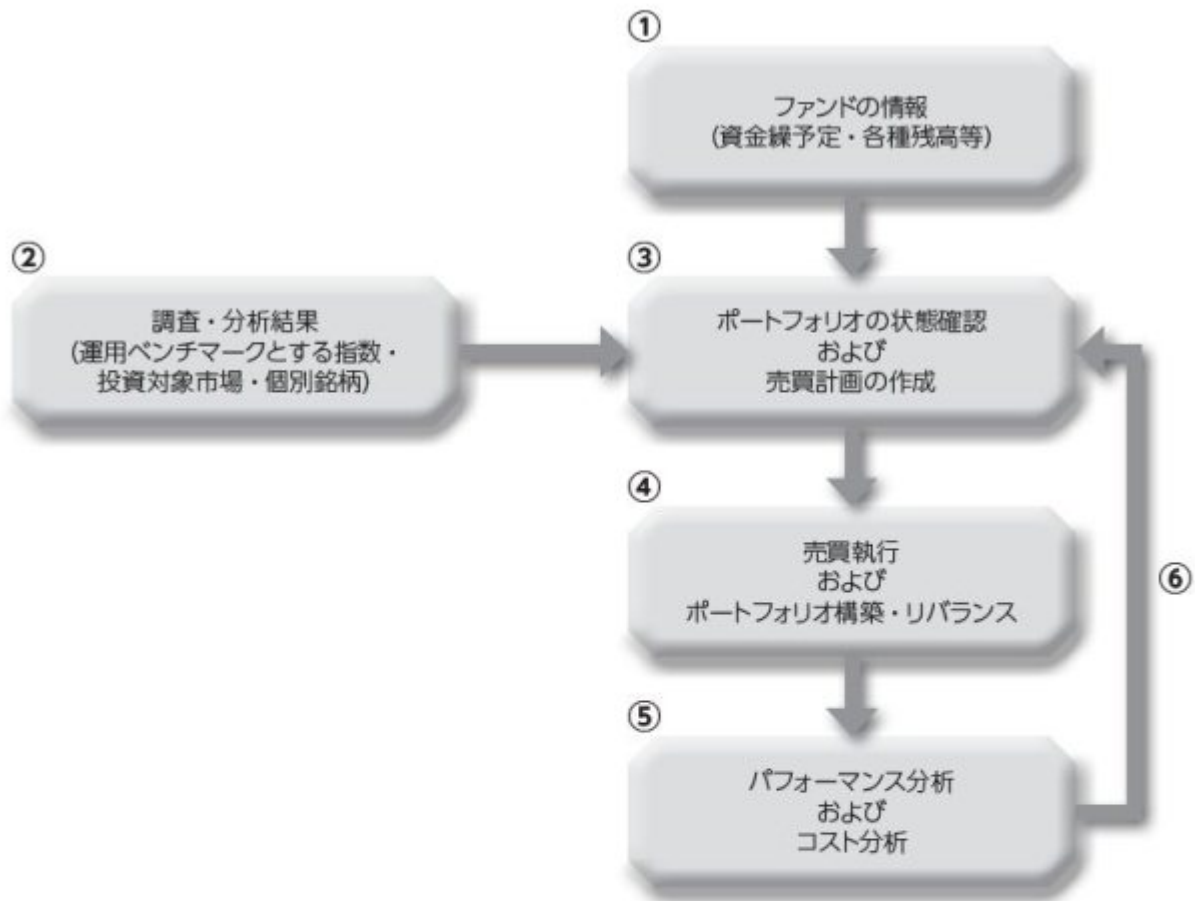 ①
ファンドの情報
(資金繰予定・各種残高等)
②
調査・分析結果
(運用ベンチマークとする指数・
投資対象市場・個別銘柄)
③
ポートフォリオの状態確認
および
売買計画の作成
④
売買執行
および
ポートフォリオ構築・リバランス
⑤
パフォーマンス分析
および
コスト分析
⑥